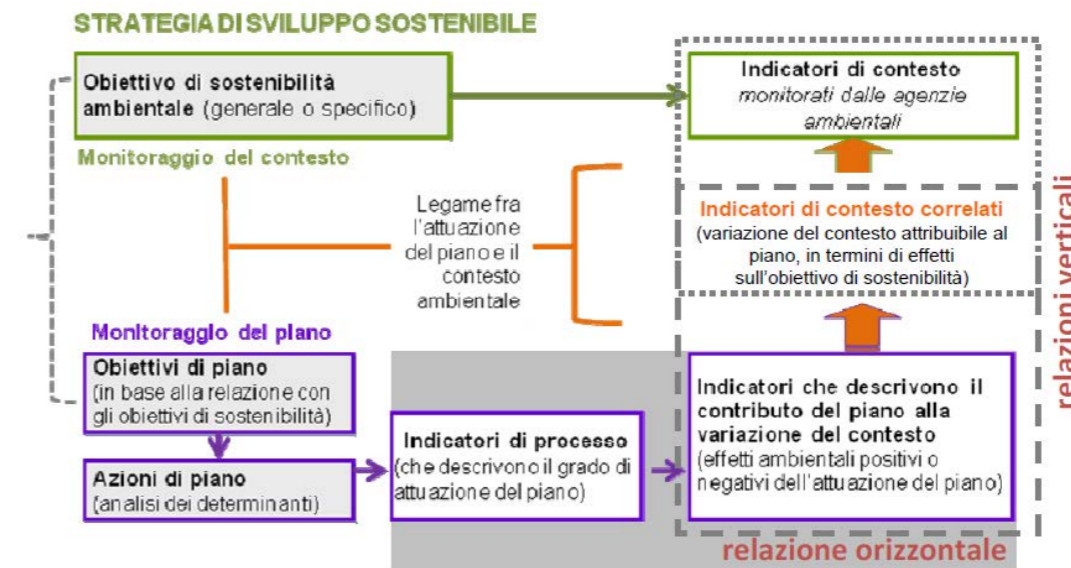 STRATEGIA DI SVILUPPO SOSTENIBILE
Obiettivo di sostenibilità
ambientale (generale o specifico)
Indicatori di contesto
monitorati dalle agenzie
ambientali
Monitoraggio del contesto
Legame fra
l'attuazione
del piano e il
contesto
ambientale
Indicatori di contesto correlati
(variazione del contesto attribuibile al
piano, in termini di effetti
sull'obiettivo di sostenibilità)
relazioni verticali
Monitoraggio del piano
Obiettivi di piano
(in base alla relazione con
gli obiettivi di sostenibilità)
Azioni di piano
(analisi dei determinanti)
Indicatori di processo
(che descrivono il grado di
attuazione del piano)
Indicatori che descrivono il
contributo del piano alla
variazione del contesto
(effetti ambientali positivi o
negativi dell'attuazione del piano)
relazione orizzontale